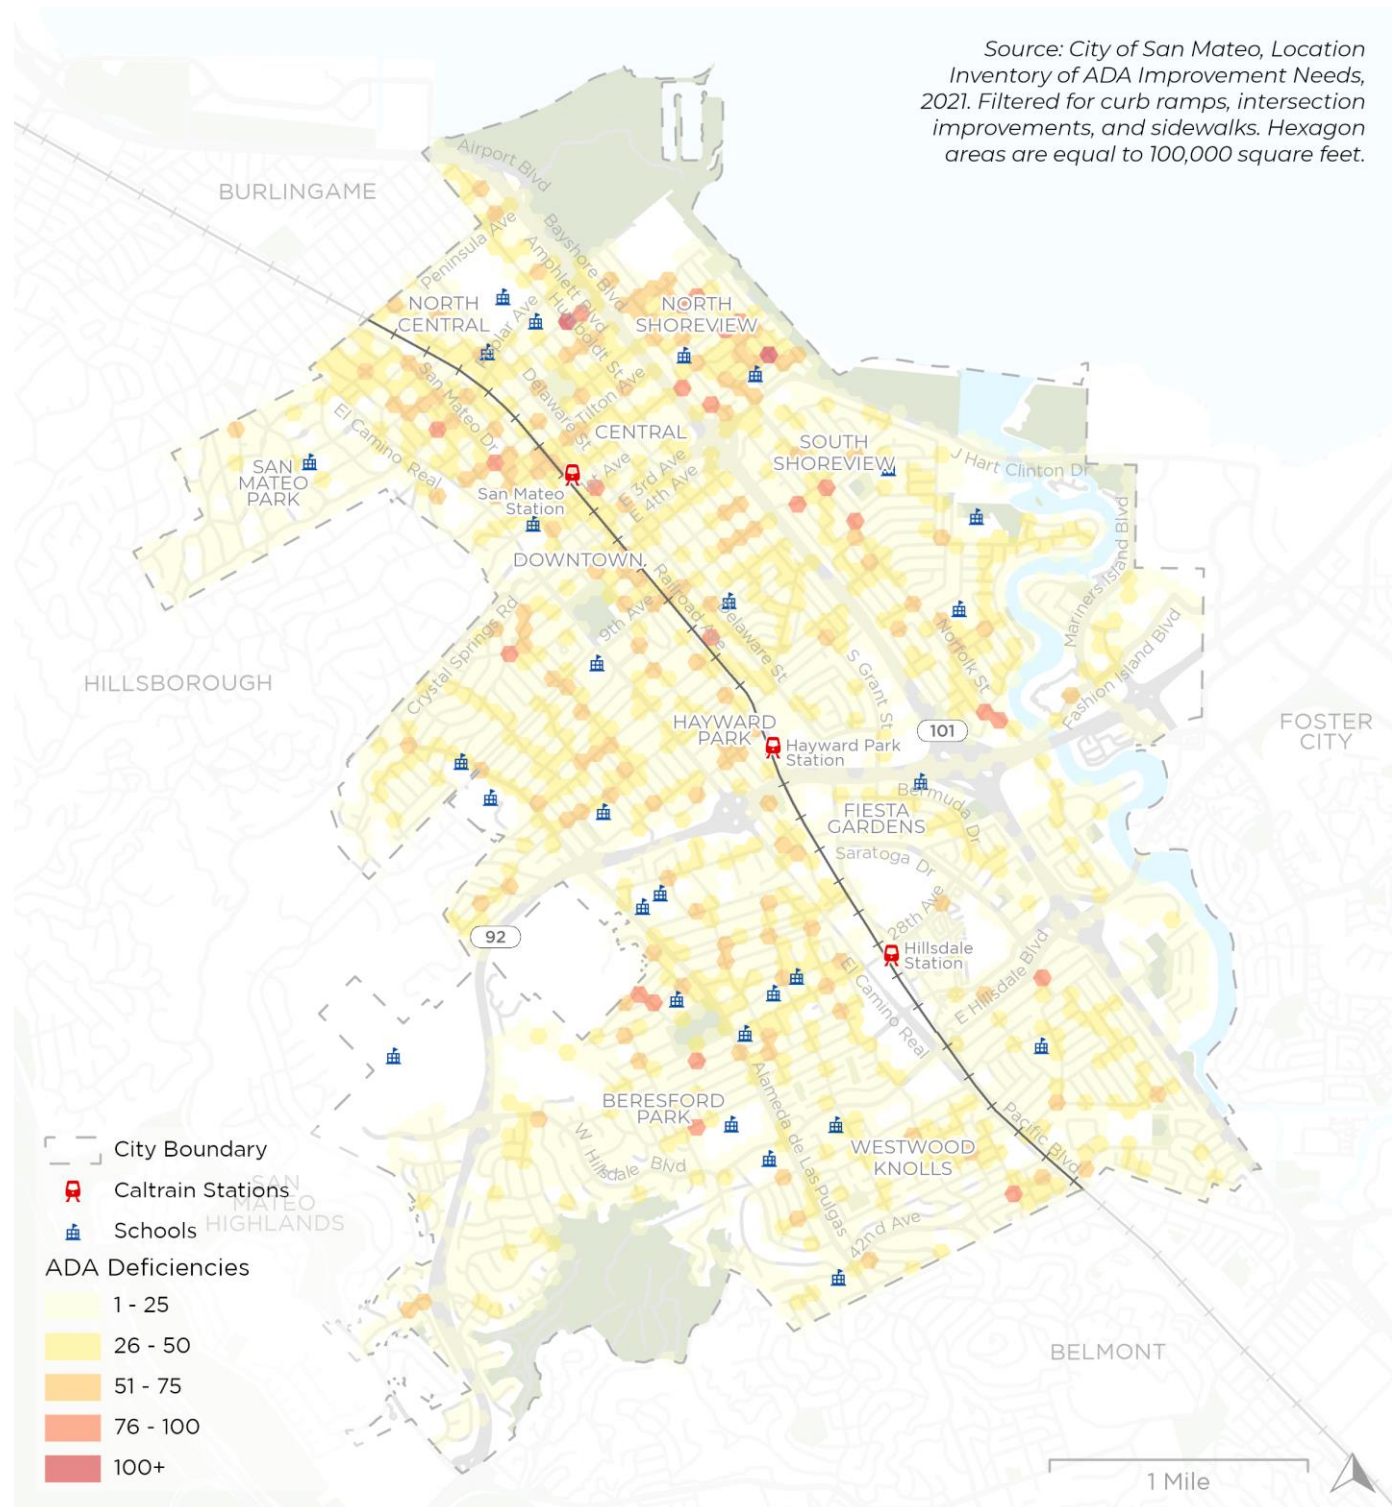 Source: City of San Mateo, Location
Inventory of ADA Improvement Needs,
2021. Filtered for curb ramps, intersection
improvements, and sidewalks. Hexagon
areas are equal to 100,000 square feet.
Airport Blvd
BURLINGAME
Peninsula Ave
Bayshore Blvd
Amphlett Blvd
Humboldt St
NORTH
CENTRAL
NORTH
SHOREVIEW
San Mateo Dr
Delaware St
Tilton Ave
El Camino Real
CENTRAL
SOUTH
SHOREVIEW
J Hart Clinton Dr
SAN
MATEO
PARK
E 3rd Ave
E 4th Ave
San Mateo
Station
Mariners Island Blvd
DOWNTOWN
Railroad Ave
9th Ave
Delaware St
Crystal Springs Rd
Norfolk St
Fashion Island Blvd
S Grant St
HILLSBOROUGH
HAYWARD
PARK
101
FOSTER
CITY
Hayward Park
Station
Bermuda Dr
FIESTA
GARDENS
Saratoga Dr
28th Ave
92
Hillsdale
Station
E Hillsdale Blvd
El Camino Real
Alameda de Las Pulgas
BERESFORD
PARK
Pacific Blvd
W Hillsdale Blvd
WESTWOOD
KNOLLS
42nd Ave
SAN
MATEO
HIGHLANDS
BELMONT
City Boundary
Caltrain Stations
Schools
ADA Deficiencies
1 - 25
26 - 50
51 - 75
76 - 100
100+
1 Mile